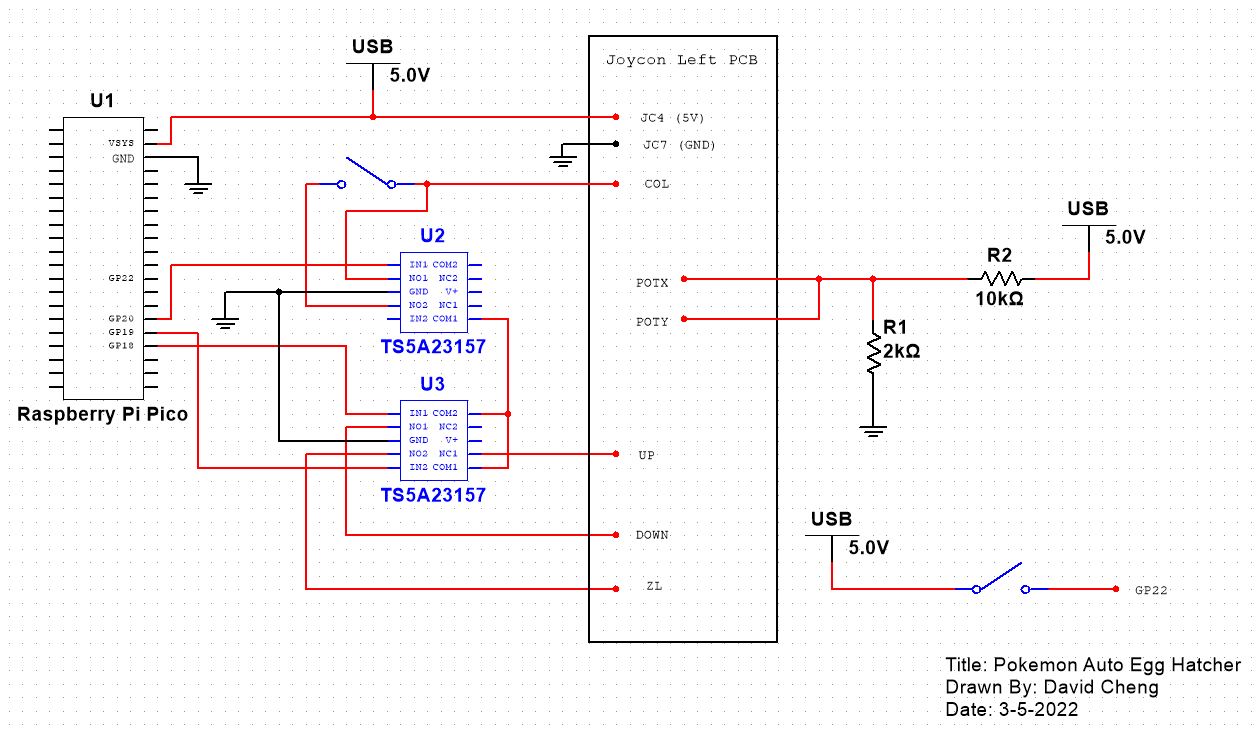 USB
5.0V
Joycon Left PCB
U1
JC4 (5V)
VSYS
JC7 (GND)
GND
COL
USB
5.0V
U2
R2
IN1 COM2
NO1 NC2
GND V+
NO2 NC1
IN2 COM1
GP22
POTX
10kΩ
GP20
GP19
GP18
POTY
R1
2kΩ
TS5A23157
U3
Raspberry Pi Pico
IN1 COM2
NO1 NC2
GND V+
NO2 NC1
IN2 COM1
UP
TS5A23157
USB
5.0V
DOWN
ZL
GP22
Title: Pokemon Auto Egg Hatcher
Drawn By: David Cheng
Date: 3-5-2022